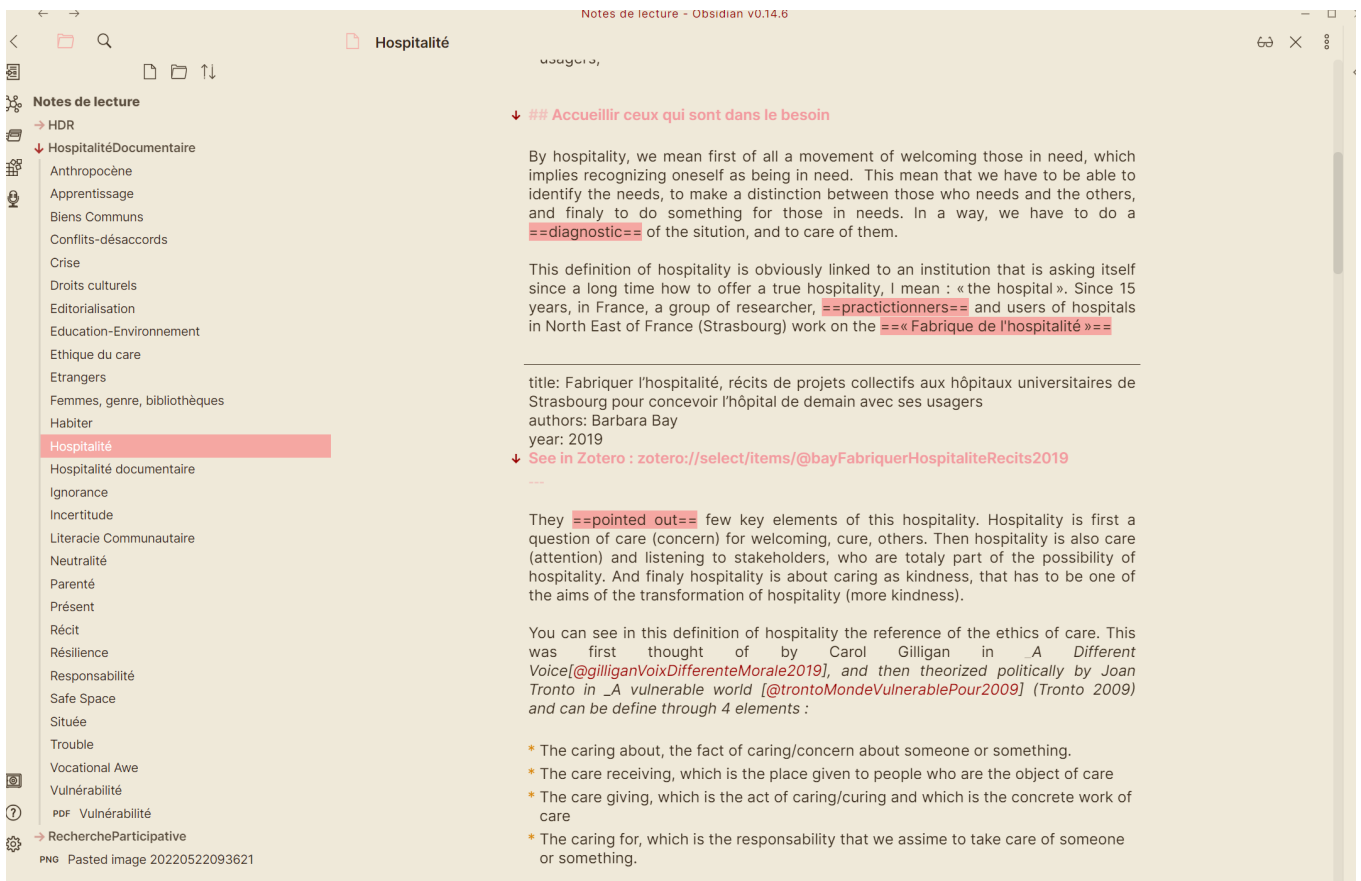 Notes de lecture - Obsidian v0.14.6
Hospitalité
Notes de lecture
HDR
HospitalitéDocumentaire
Anthropocène
Apprentissage
Biens Communs
Conflits-désaccords
Crise
Droits culturels
Editorialisation
Education-Environnement
Ethique du care
Etrangers
Femmes, genre, bibliothèques
Habiter
Hospitalité
Hospitalité documentaire
Ignorance
Incertitude
Literacie Communautaire
Neutralité
Parenté
Présent
Récit
Résilience
Responsabilité
Safe Space
Située
Trouble
Vocational Awe
Vulnérabilité
PDF Vulnérabilité
RechercheParticipative
PNG Pasted image 20220522093621
usagers,
## Accueillir ceux qui sont dans le besoin
By hospitality, we mean first of all a movement of welcoming those in need, which
implies recognizing oneself as being in need. This mean that we have to be able to
identify the needs, to make a distinction between those who needs and the others,
and finaly to do something for those in needs. In a way, we have to do a
==diagnostic== of the sitution, and to care of them.
This definition of hospitality is obviously linked to an institution that is asking itself
since a long time how to offer a true hospitality, I mean : « the hospital ». Since 15
years, in France, a group of researcher, ==practictionners== and users of hospitals
in North East of France (Strasbourg) work on the ==« Fabrique de l'hospitalité »==
title: Fabriquer l’hospitalité, récits de projets collectifs aux hôpitaux universitaires de
Strasbourg pour concevoir l’hôpital de demain avec ses usagers
authors: Barbara Bay
year: 2019
See in Zotero : zotero://select/items/@bayFabriquerHospitaliteRecits2019
---
They ==pointed out== few key elements of this hospitality. Hospitality is first a
question of care (concern) for welcoming, cure, others. Then hospitality is also care
(attention) and listening to stakeholders, who are totaly part of the possibility of
hospitality. And finaly hospitality is about caring as kindness, that has to be one of
the aims of the transformation of hospitality (more kindness).
You can see in this definition of hospitality the reference of the ethics of care. This
was first thought of by Carol Gilligan in _A Different
Voice[@gilliganVoixDifferenteMorale2019], and then theorized politically by Joan
Tronto in _A vulnerable world [@trontoMondeVulnerablePour2009] (Tronto 2009)
and can be define through 4 elements :
* The caring about, the fact of caring/concern about someone or something.
* The care receiving, which is the place given to people who are the object of care
* The care giving, which is the act of caring/curing and which is the concrete work of
care
* The caring for, which is the responsability that we assime to take care of someone
or something.